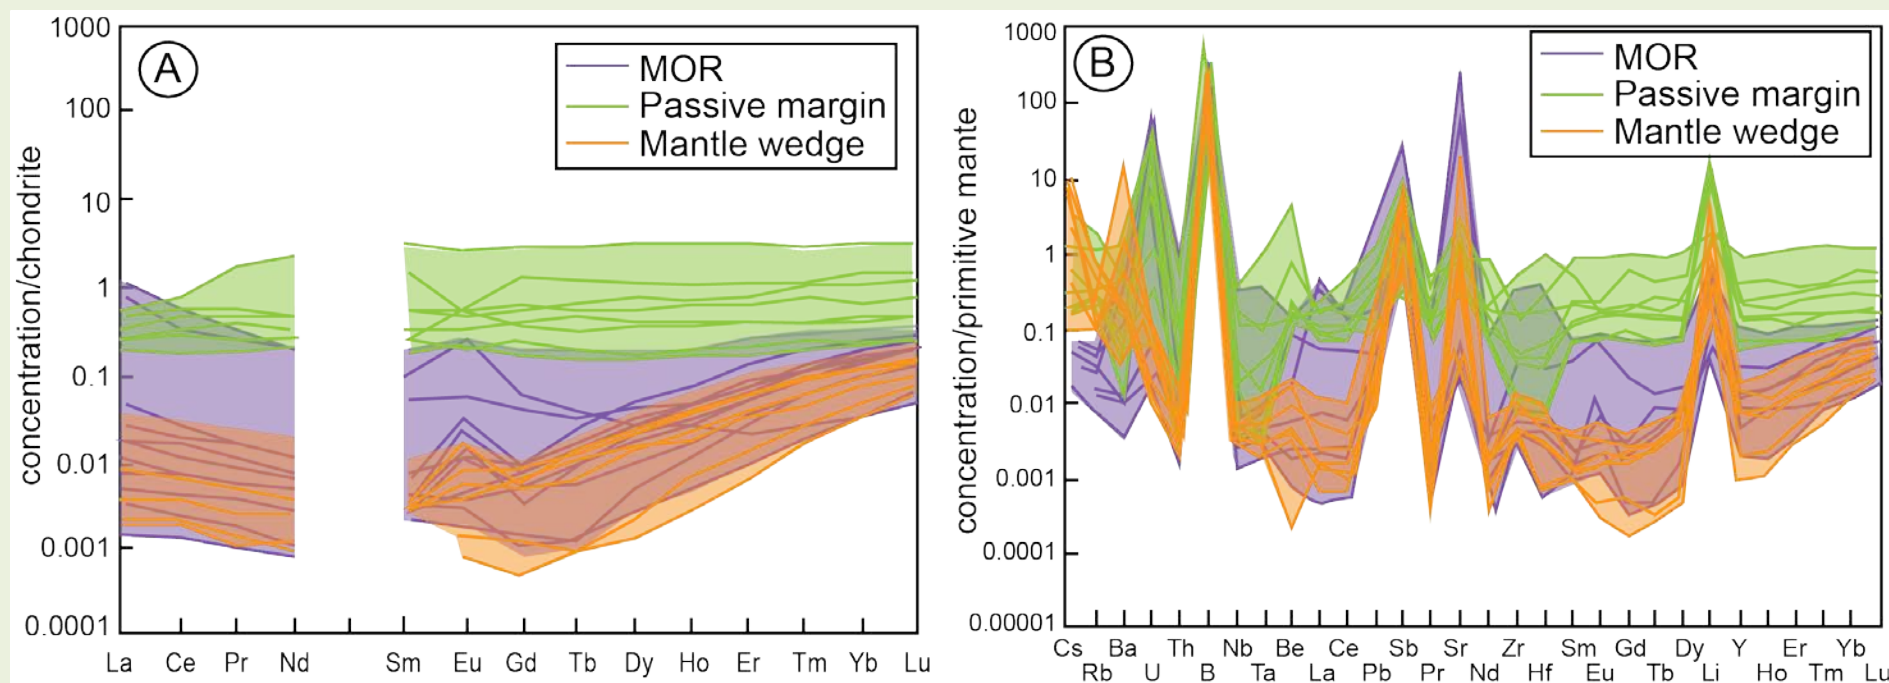 A
MOR
Passive margin
Mantle wedge
concentration/chondrite
1000
100
10
1
0.1
0.01
0.001
0.0001
La Ce Pr Nd Sm Eu Gd Tb Dy Ho Er Tm Yb Lu
B
MOR
Passive margin
Mantle wedge
concentration/primitive mante
1000
100
10
1
0.1
0.01
0.001
0.0001
0.00001
Cs Ba Th Nb Be Ce Sb Sr Zr Sm Gd Dy Y Er Yb
Rb U B Ta La Pb Pr Nd Hf Eu Tb Li Ho Tm Lu